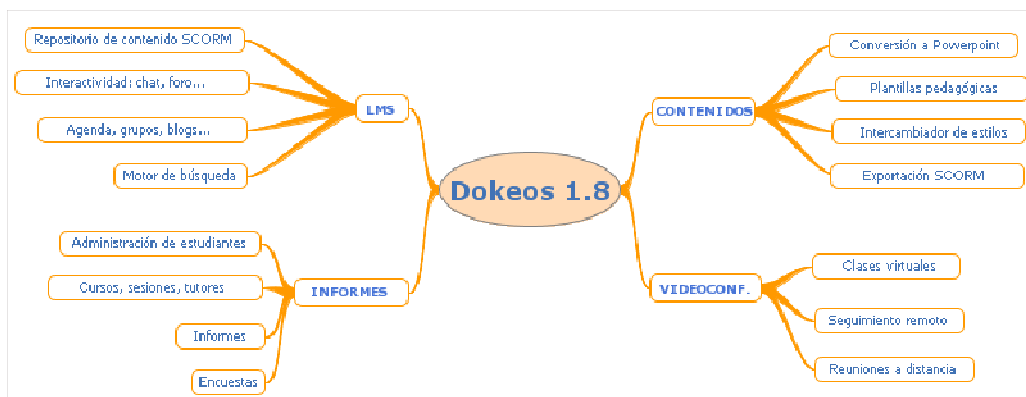 Dokeos 1.8
LMS
Repositorio de contenido SCORM
Interactividad: chat, foro...
Agenda, grupos, blogs...
Motor de búsqueda
INFORMES
Administración de estudiantes
Cursos, sesiones, tutores
Informes
Encuestas
CONTENIDOS
Conversión a Powerpoint
Plantillas pedagógicas
Intercambiador de estilos
Exportación SCORM
VIDEOCONF.
Clases virtuales
Seguimiento remoto
Reuniones a distancia